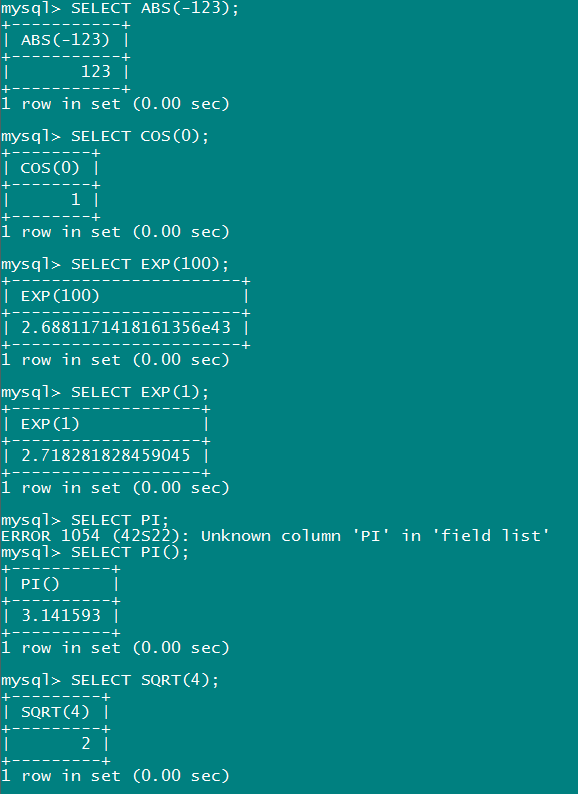 mysql> SELECT ABS(-123);
+-----------+
| ABS(-123) |
+-----------+
|       123 |
+-----------+
1 row in set (0.00 sec)

mysql> SELECT COS(0);
+--------+
| COS(0) |
+--------+
|      1 |
+--------+
1 row in set (0.00 sec)

mysql> SELECT EXP(100);
+-----------------------+
| EXP(100)              |
+-----------------------+
| 2.6881171418161356e43 |
+-----------------------+
1 row in set (0.00 sec)

mysql> SELECT EXP(1);
+-------------------+
| EXP(1)            |
+-------------------+
| 2.718281828459045 |
+-------------------+
1 row in set (0.00 sec)

mysql> SELECT PI;
ERROR 1054 (42S22): Unknown column 'PI' in 'field list'
mysql> SELECT PI();
+----------+
| PI()     |
+----------+
| 3.141593 |
+----------+
1 row in set (0.00 sec)

mysql> SELECT SQRT(4);
+---------+
| SQRT(4) |
+---------+
|       2 |
+---------+
1 row in set (0.00 sec)